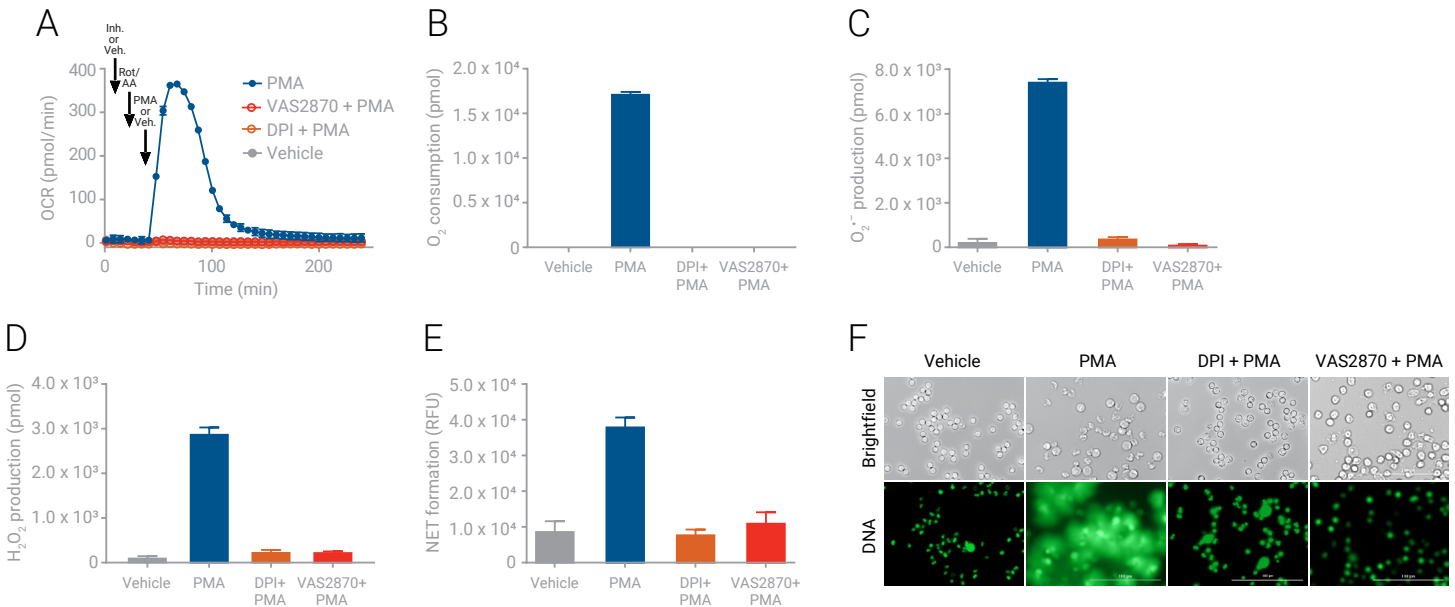 A
Inh.
or
Veh.
Rot/
AA
PMA
or
Veh.
400
300
200
100
0
OCR (pmol/min)
0
100
200
Time (min)
PMA
VAS2870 + PMA
DPI + PMA
Vehicle
B
O₂ consumption (pmol)
2.0 x 10⁴
1.5 x 10⁴
1.0 x 10⁴
0.5 x 10⁴
0
Vehicle
PMA
DPI+
PMA
VAS2870+
PMA
C
O₂•⁻ production (pmol)
8.0 x 10³
6.0 x 10³
4.0 x 10³
2.0 x 10³
0
Vehicle
PMA
DPI+
PMA
VAS2870+
PMA
D
H₂O₂ production (pmol)
4.0 x 10³
3.0 x 10³
2.0 x 10³
1.0 x 10³
0
Vehicle
PMA
DPI+
PMA
VAS2870+
PMA
E
NET formation (RFU)
5.0 x 10⁴
4.0 x 10⁴
3.0 x 10⁴
2.0 x 10⁴
1.0 x 10⁴
0
Vehicle
PMA
DPI+
PMA
VAS2870+
PMA
F
Vehicle
PMA
DPI + PMA
VAS2870 + PMA
Brightfield
DNA